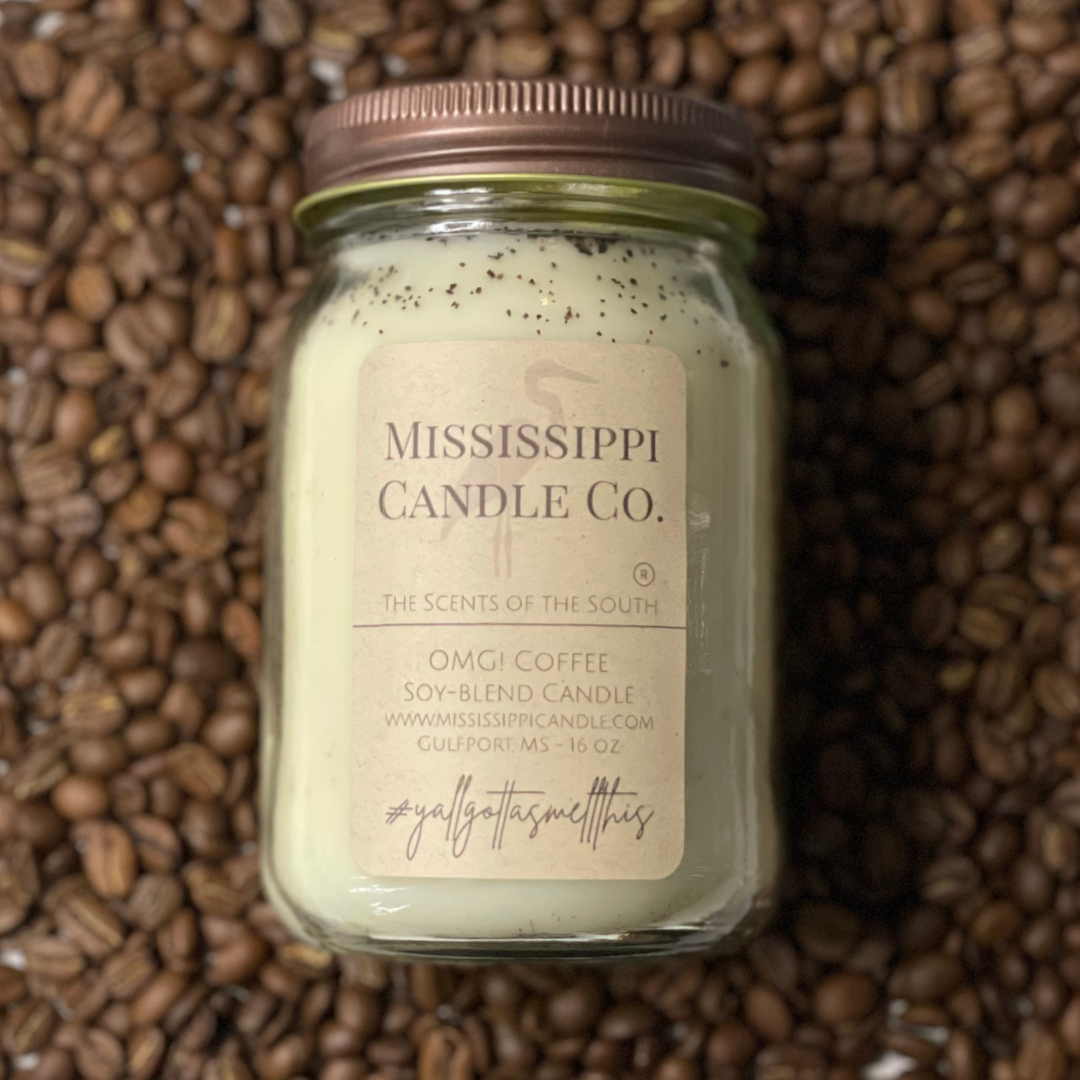 Mississippi
Candle Co.
®
The Scents of the South
OMG! Coffee
Soy-Blend Candle
www.mississippicandle.com
Gulfport, MS - 16 oz
#yallgottasmellthis